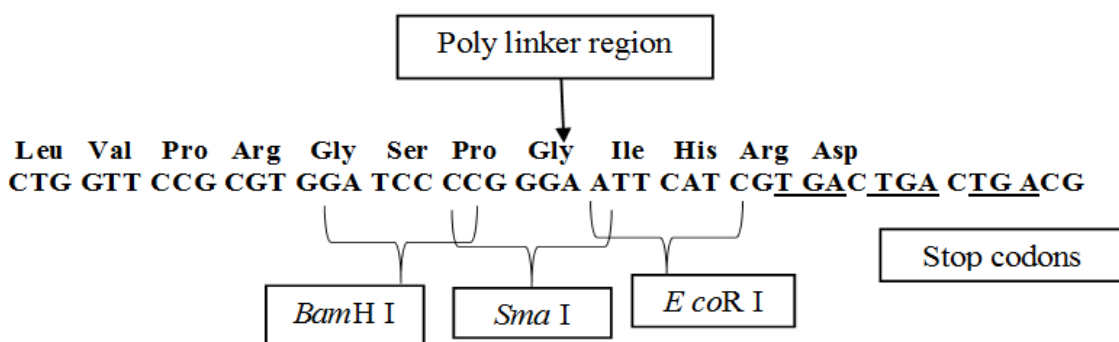 Poly linker region
Leu Val Pro Arg Gly Ser Pro Gly Ile His Arg Asp
CTG GTT CCG CGT GGA TCC CCG GGA ATT CAT CGT GAC TGA CTG ACG
Stop codons
BamH I
Sma I
E coR I